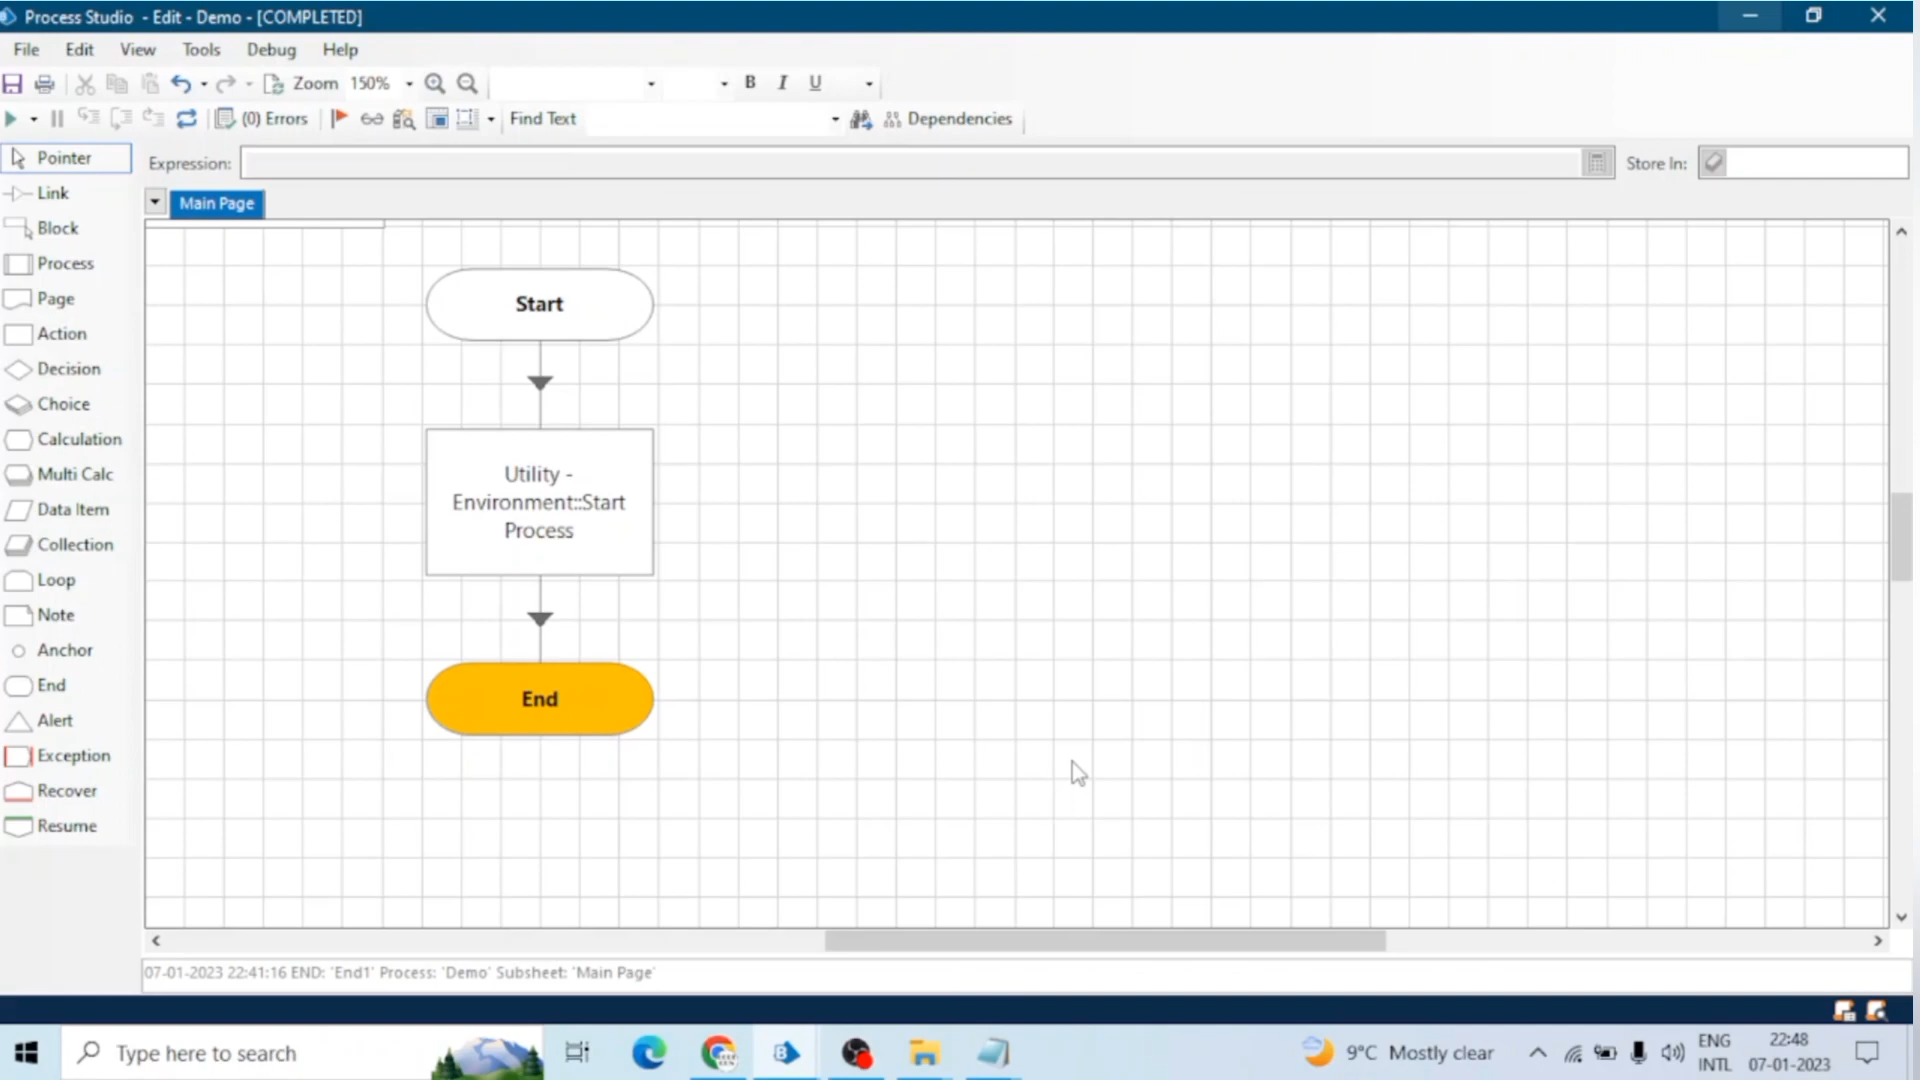 Process Studio - Edit - Demo - [COMPLETED]
File Edit View Tools Debug Help
Zoom 150% B I U
(0) Errors Find Text Dependencies
Pointer
Expression: Store In:
Link
Main Page
Block
Process
Page
Action
Decision
Choice
Calculation
Multi Calc
Data Item
Collection
Loop
Note
Anchor
End
Alert
Exception
Recover
Resume
Start
Utility -
Environment::Start
Process
End
07-01-2023 22:41:16 END: 'End1' Process: 'Demo' Subsheet: 'Main Page'
Type here to search
9°C Mostly clear
ENG
INTL
22:48
07-01-2023